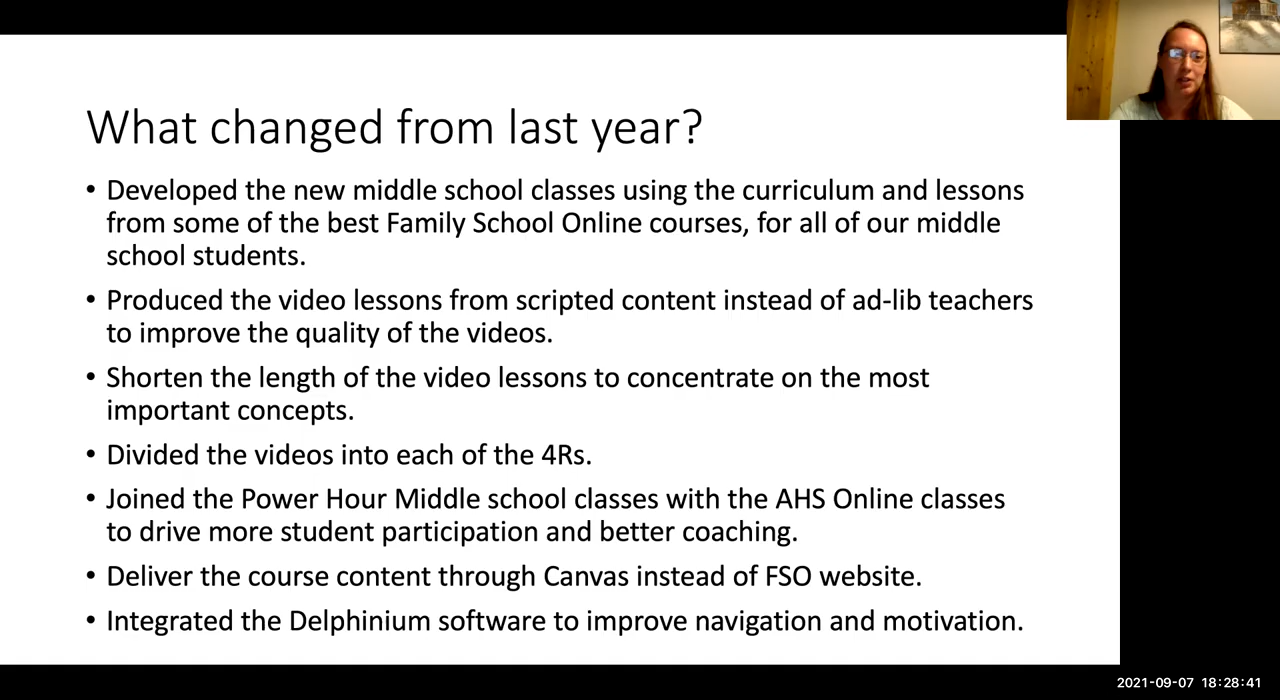 What changed from last year?
• Developed the new middle school classes using the curriculum and lessons
from some of the best Family School Online courses, for all of our middle
school students.
• Produced the video lessons from scripted content instead of ad-lib teachers
to improve the quality of the videos.
• Shorten the length of the video lessons to concentrate on the most
important concepts.
• Divided the videos into each of the 4Rs.
• Joined the Power Hour Middle school classes with the AHS Online classes
to drive more student participation and better coaching.
• Deliver the course content through Canvas instead of FSO website.
• Integrated the Delphinium software to improve navigation and motivation.
2021-09-07 18:28:41